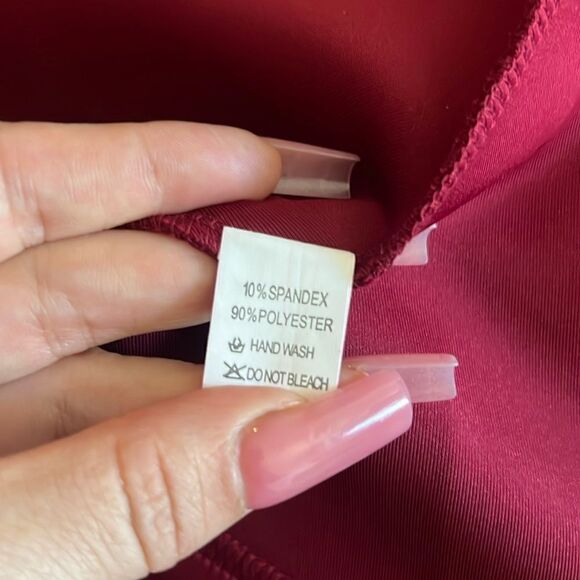 10%SPANDEX
90%POLYESTER
HAND WASH
DO NOT BLEACH